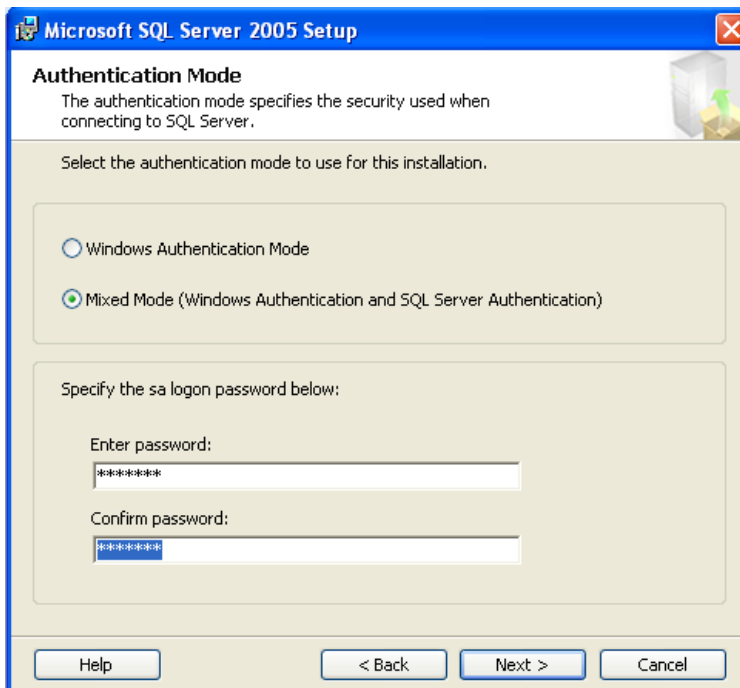 Microsoft SQL Server 2005 Setup
Authentication Mode
The authentication mode specifies the security used when
connecting to SQL Server.
Select the authentication mode to use for this installation.
Windows Authentication Mode
Mixed Mode (Windows Authentication and SQL Server Authentication)
Specify the sa logon password below:
Enter password:
*******
Confirm password:
*******
Help
< Back
Next >
Cancel